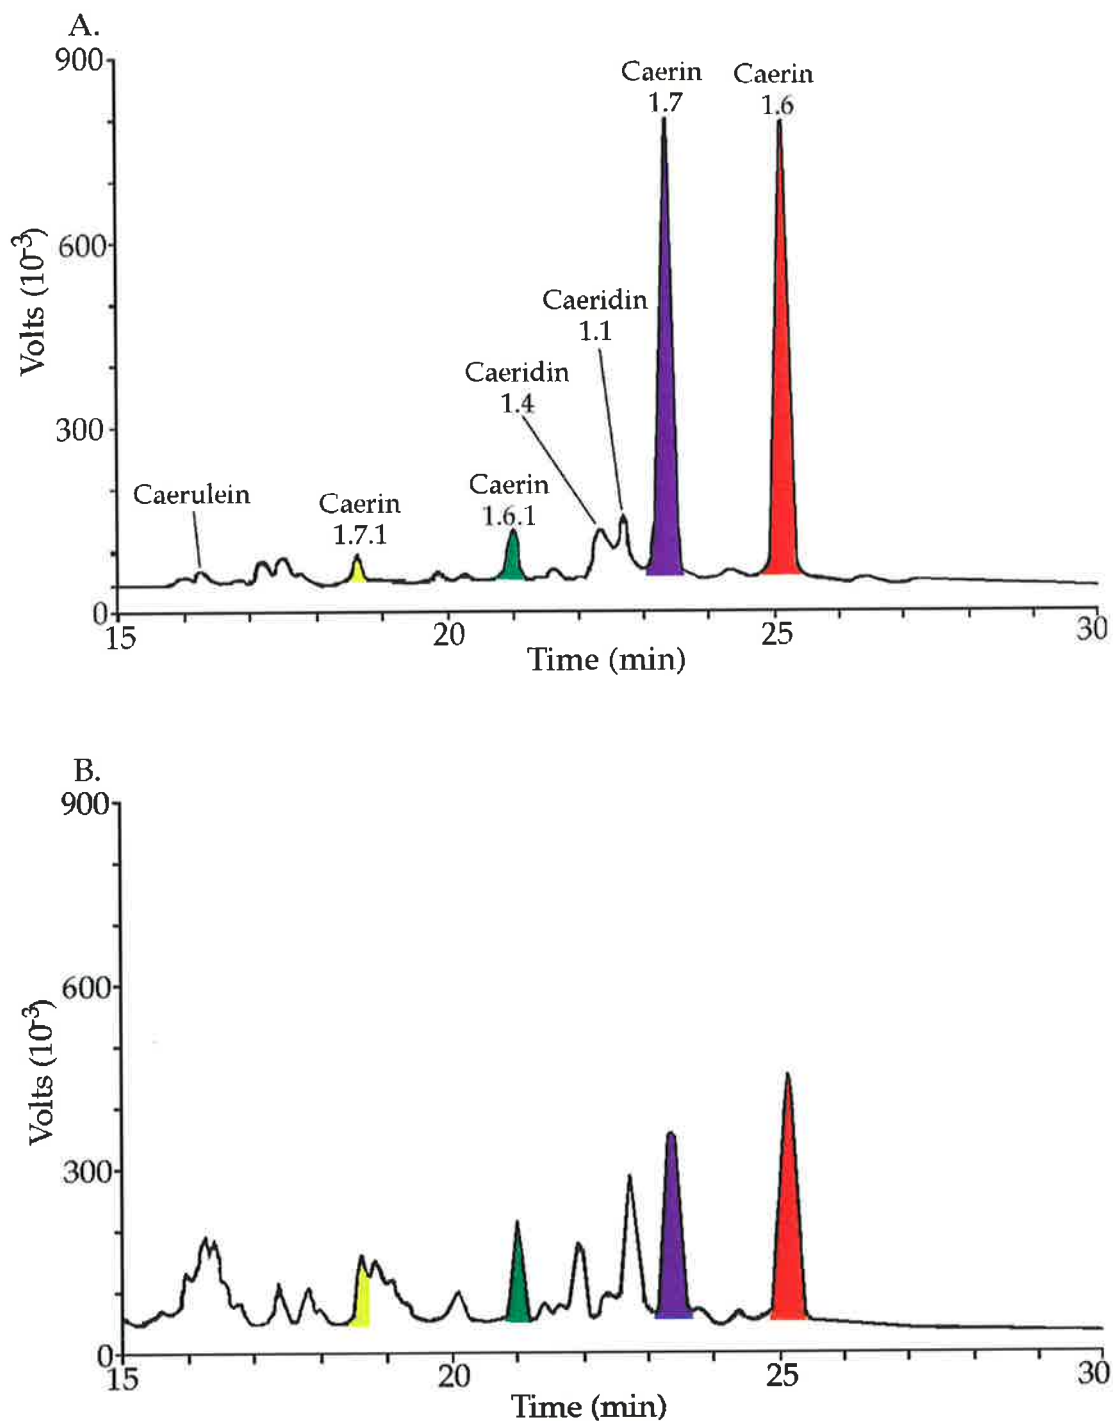 A.
900
600
300
0
Volts (10-3)
Caerin
1.7
Caerin
1.6
Caeridin
1.1
Caeridin
1.4
Caerulein
Caerin
1.7.1
Caerin
1.6.1
15
20
25
30
Time (min)
B.
900
600
300
0
Volts (10-3)
15
20
25
30
Time (min)